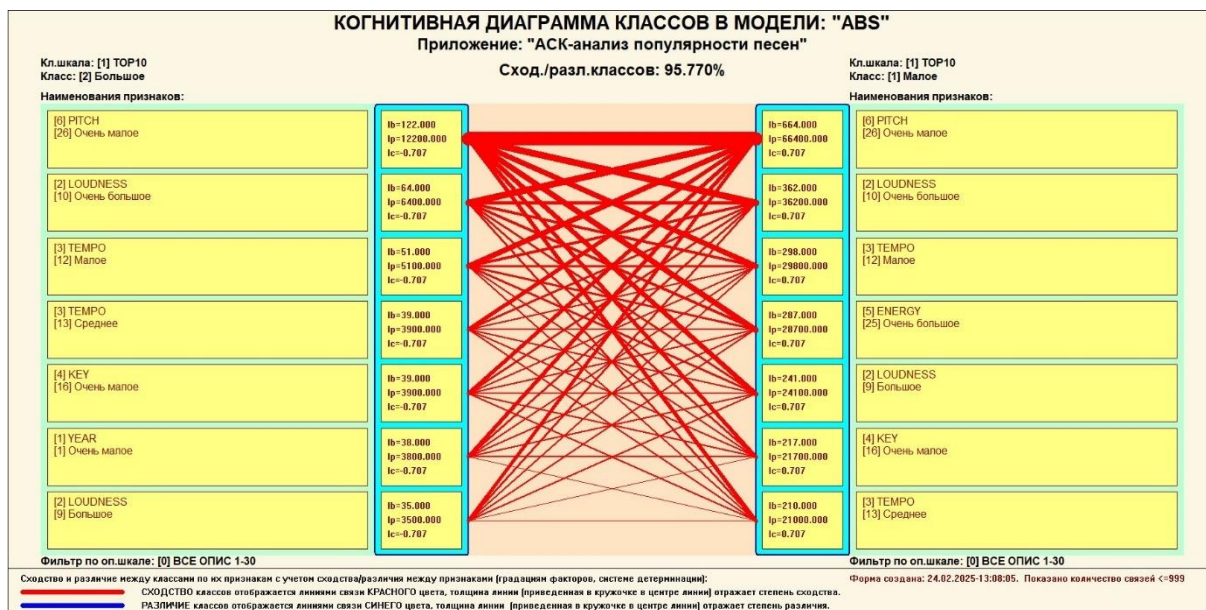 КОГНИТИВНАЯ ДИАГРАММА КЛАССОВ В МОДЕЛИ: "ABS"
Приложение: "АСК-анализ популярности песен"
Кл.шкала: [1] TOP10
Класс: [2] Большое
Сход./разл.классов: 95.770%
Кл.шкала: [1] TOP10
Класс: [1] Малое
Наименования признаков:
[6] PITCH
[26] Очень малое
[2] LOUDNESS
[10] Очень большое
[3] TEMPO
[12] Малое
[3] TEMPO
[13] Среднее
[4] KEY
[16] Очень малое
[1] YEAR
[1] Очень малое
[2] LOUDNESS
[9] Большое
Ib=122.000
Ip=12200.000
Ic=-0.707
Ib=64.000
Ip=6400.000
Ic=-0.707
Ib=51.000
Ip=5100.000
Ic=-0.707
Ib=39.000
Ip=3900.000
Ic=-0.707
Ib=39.000
Ip=3900.000
Ic=-0.707
Ib=38.000
Ip=3800.000
Ic=-0.707
Ib=35.000
Ip=3500.000
Ic=-0.707
Ib=664.000
Ip=66400.000
Ic=0.707
Ib=362.000
Ip=36200.000
Ic=0.707
Ib=298.000
Ip=29800.000
Ic=0.707
Ib=287.000
Ip=28700.000
Ic=0.707
Ib=241.000
Ip=24100.000
Ic=0.707
Ib=217.000
Ip=21700.000
Ic=0.707
Ib=210.000
Ip=21000.000
Ic=0.707
Наименования признаков:
[6] PITCH
[26] Очень малое
[2] LOUDNESS
[10] Очень большое
[3] TEMPO
[12] Малое
[5] ENERGY
[25] Очень большое
[2] LOUDNESS
[9] Большое
[4] KEY
[16] Очень малое
[3] TEMPO
[13] Среднее
Фильтр по оп.шкале: [0] ВСЕ ОПИС 1-30
Фильтр по оп.шкале: [0] ВСЕ ОПИС 1-30
Сходство и различие между классами по их признакам с учетом сходства/различия между признаками (градациям факторов, системе детерминации):
Форма создана: 24.02.2025-13:08:05. Показано количество связей <=999
СХОДСТВО классов отображается линиями связи КРАСНОГО цвета, толщина линии (приведенная в кружочке в центре линии) отражает степень сходства.
РАЗЛИЧИЕ классов отображается линиями связи СИНЕГО цвета, толщина линии (приведенная в кружочке в центре линии) отражает степень различия.